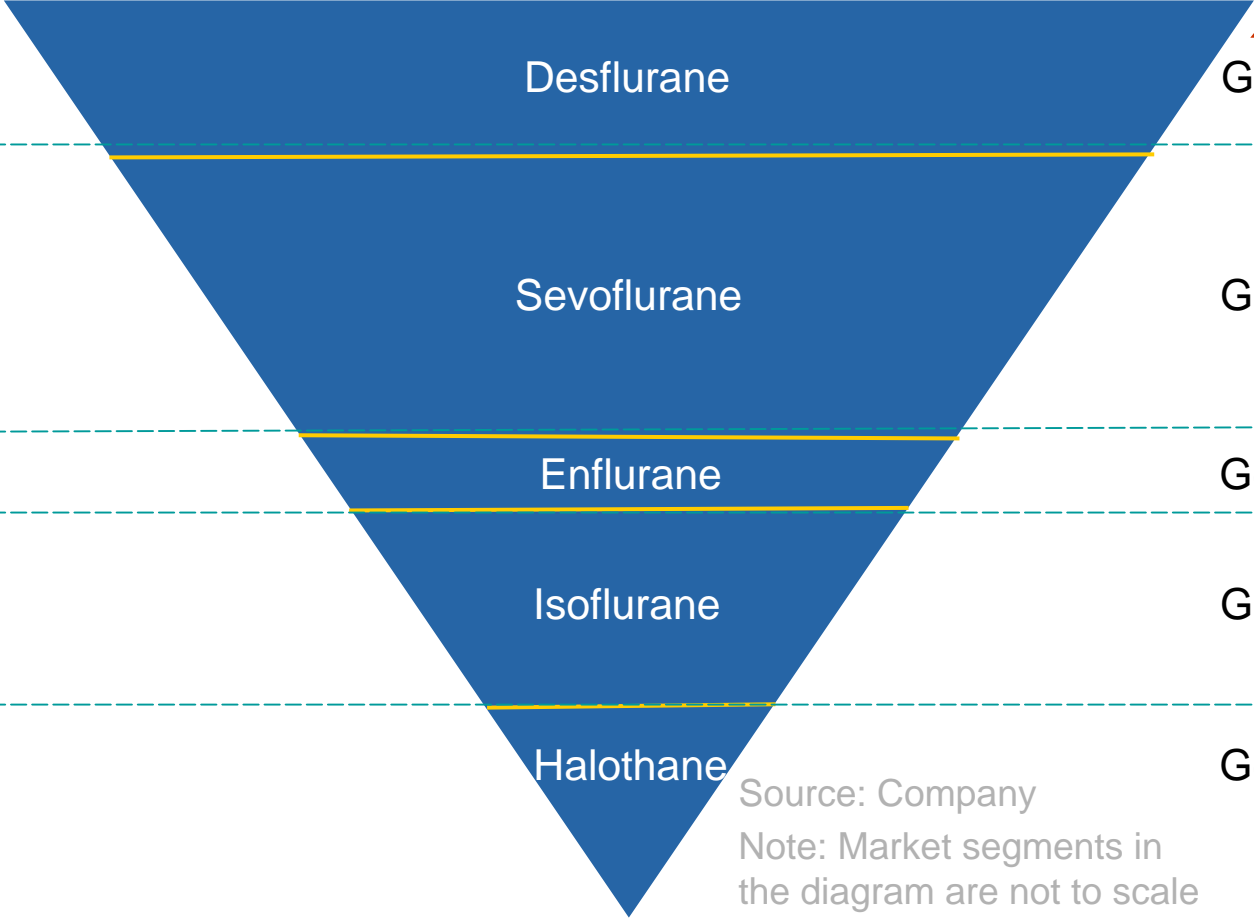 Desflurane
G
Sevoflurane
G
Enflurane
G
Isoflurane
G
Halothane
G
Source: Company
Note: Market segments in
the diagram are not to scale